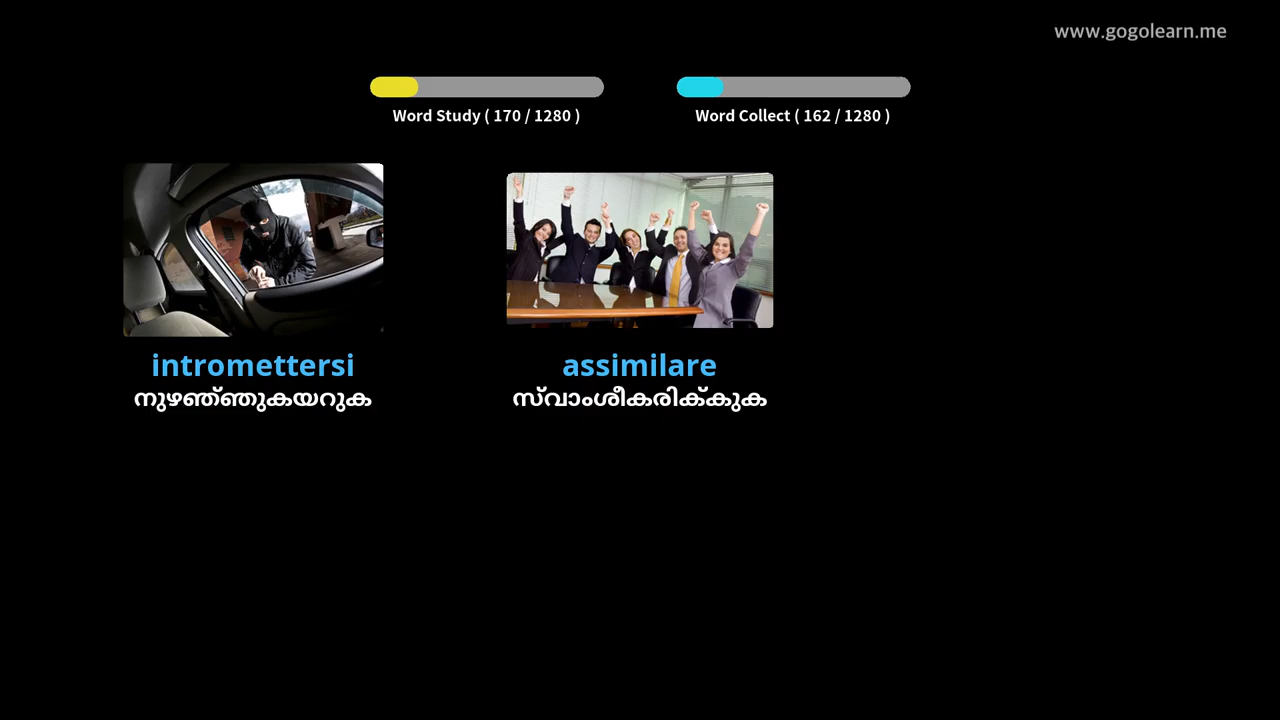 www.gogolearn.me
Word Study ( 170 / 1280 )
Word Collect ( 162 / 1280 )
intromettersi
നുഴഞ്ഞുകയറുക
assimilare
സ്വാംശീകരിക്കുക